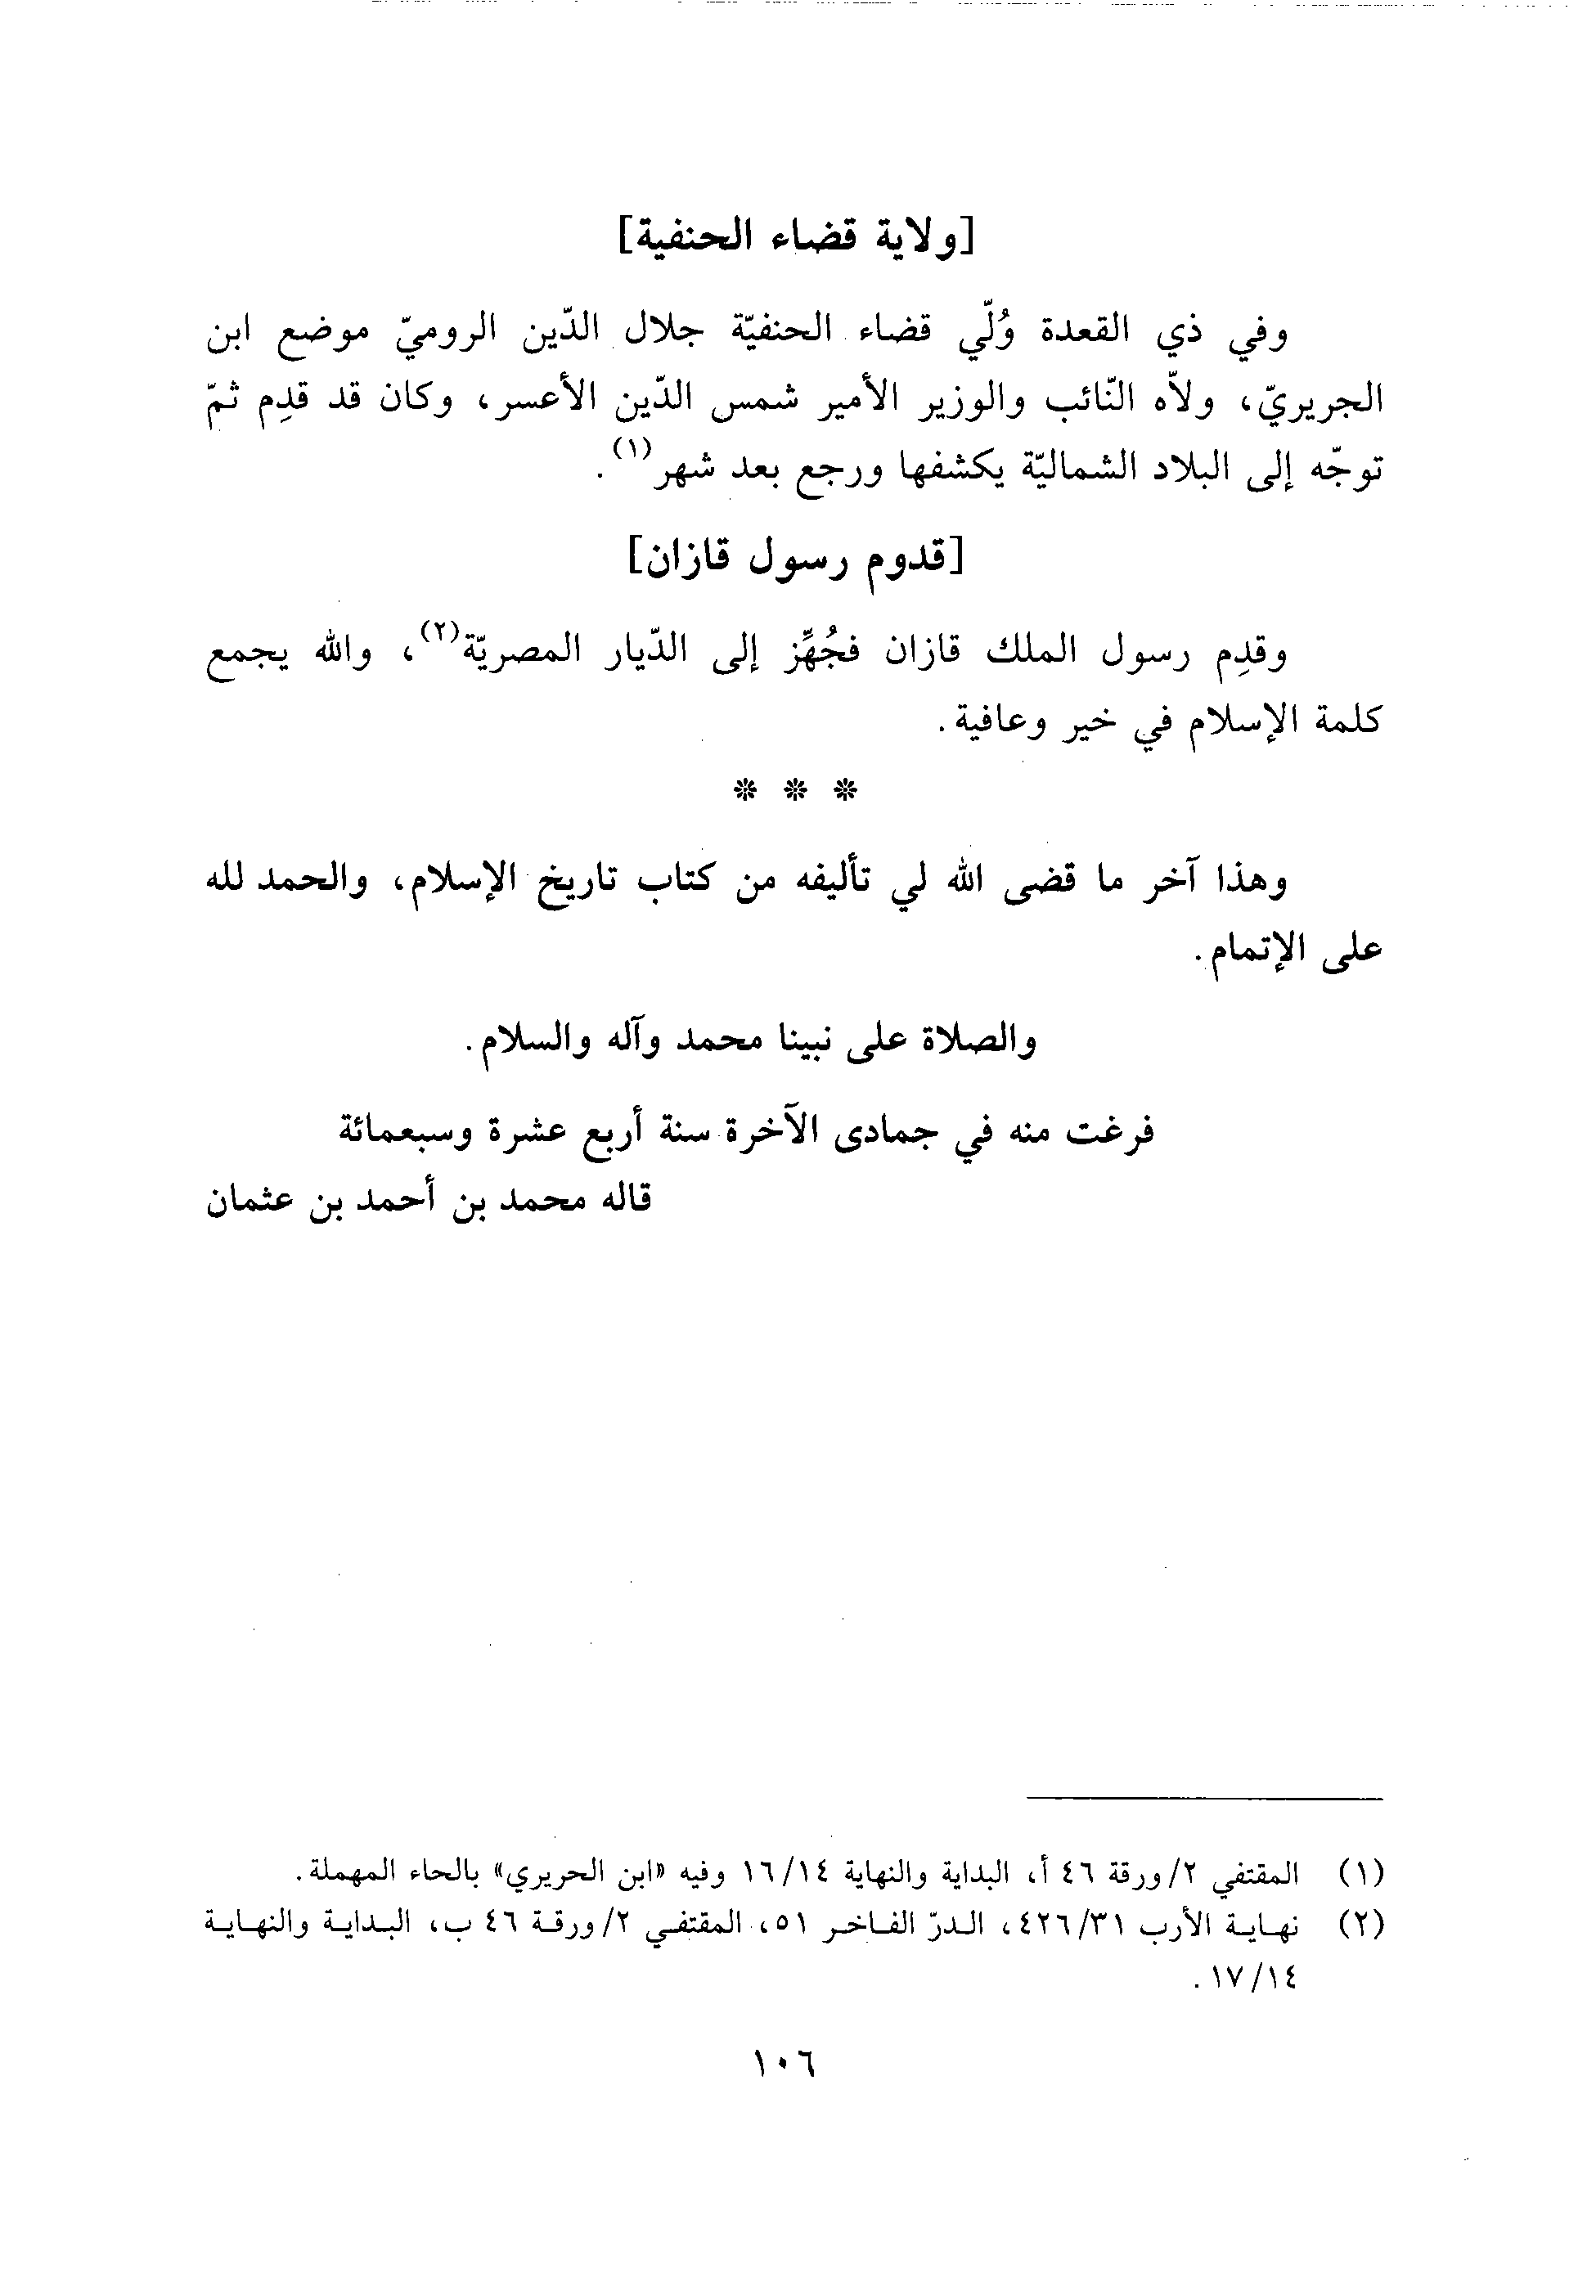 [ولاية قضاء الحنفية]
وفي ذي القعدة وُلّي قضاء الحنفيّة جلال الدّين الروميّ موضع ابن
الجريريّ، ولاّه النّائب والوزير الأمير شمس الدّين الأعسر، وكان قد قدِم ثمّ
توجّه إلى البلاد الشماليّة يكشفها ورجع بعد شهر(١).
[قدوم رسول قازان]
وقدِم رسول الملك قازان فجُهِّز إلى الدّيار المصريّة(٢)، والله يجمع
كلمة الإسلام في خير وعافية.
* * *
وهذا آخر ما قضى الله لي تأليفه من كتاب تاريخ الإسلام، والحمد لله
على الإتمام.
والصلاة على نبينا محمد وآله والسلام.
فرغت منه في جمادى الآخرة سنة أربع عشرة وسبعمائة
قاله محمد بن أحمد بن عثمان
(١) المقتفي ٢/ورقة ٤٦ أ، البداية والنهاية ١٦/١٤ وفيه «ابن الحريري» بالحاء المهملة.
(٢) نهاية الأرب ٤٢٦/٣١، الدرّ الفاخر ٥١، المقتفي ٢/ورقة ٤٦ ب، البداية والنهاية
١٧/١٤.
١٠٦